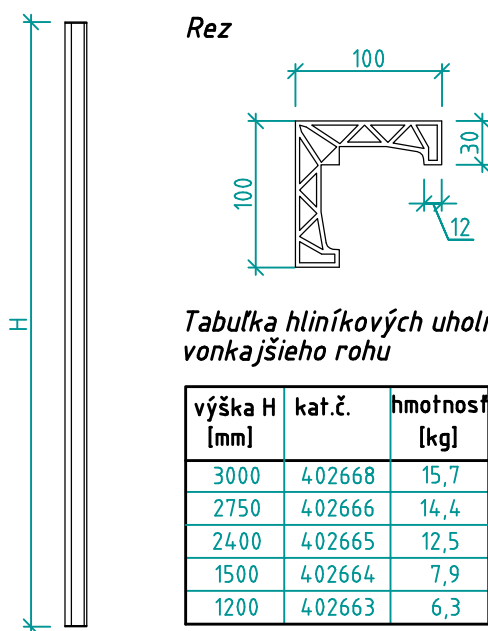 Rez
100
100
30
12
H
Tabuľka hliníkových
vonkajšieho rohu
výška H kat.č. hmotnosť
[mm] [kg]
3000 402668 15,7
2750 402666 14,4
2400 402665 12,5
1500 402664 7,9
1200 402663 6,3